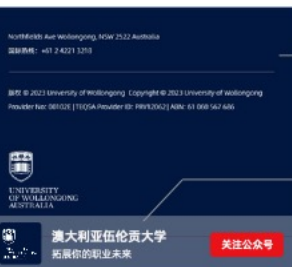 Northfields Ave Wollongong, NSW 2522 Australia
国际热线: +61 2 4221 3218
版权 © 2023 University of Wollongong Copyright © 2023 University of Wollongong
Provider No: 00102E | TEQSA Provider ID: PRV12062 | ABN: 61 060 567 686
UNIVERSITY
OF WOLLONGONG
AUSTRALIA
澳大利亚伍伦贡大学
拓展你的职业未来
关注公众号